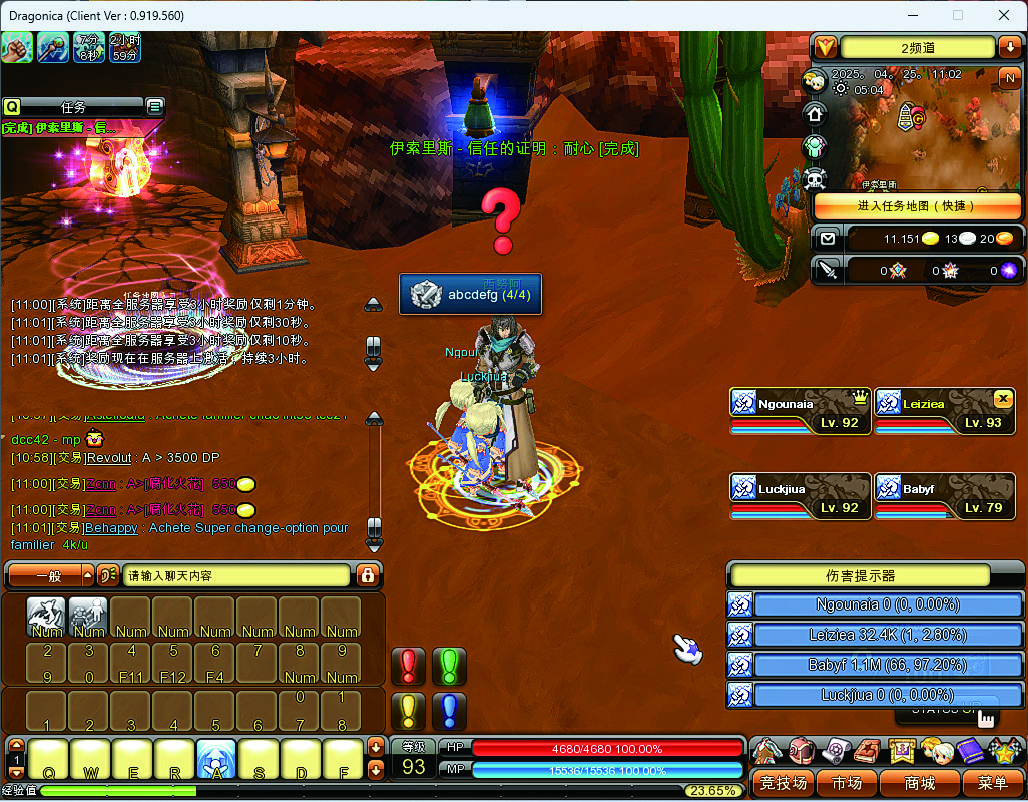 Dragonica (Client Ver : 0.919.560)
7分
8秒
2小时
59分
Q
任务
[完成] 伊索里斯 - 信...
2频道
N
2025。 04。 25。 11:02
05:04
伊索里斯
进入任务地图 ( 快捷 )
11.151 13 20
0 0 0
伊索里斯 - 信任的证明 : 耐心 [完成]
abcdefg (4/4)
Luckjiua
[11:00][系统]距离全服务器享受3小时奖励仅剩1分钟。
[11:01][系统]距离全服务器享受3小时奖励仅剩30秒。
[11:01][系统]距离全服务器享受3小时奖励仅剩10秒。
[11:01][系统]奖励现在在服务器上激活，持续3小时。
dcc42 - mp
[10:58][交易]Revolut : A > 3500 DP
[11:00][交易]Zenn : A>[腐化火花] 550
[11:00][交易]Zenn : A>[腐化火花] 550
[11:01][交易]Behappy : Achete Super change-option pour
familier 4k/u
Ngounaia
Lv. 92
Leiziea
Lv. 93
Luckjiua
Lv. 92
Babyf
Lv. 79
一般
请输入聊天内容
伤害提示器
Ngounaia 0 (0, 0.00%)
Leiziea 32.4K (1, 2.80%)
Babyf 1.1M (66, 97.20%)
Luckjiua 0 (0, 0.00%)
Num Num Num Num Num Num Num Num
2 3 4 5 6 7 8 9
9 0 F11 F12 F4 Num Num
0 1
1 2 3 4 5 6 7 8
1
Q W E R A S D F
等级
93
HP
4680/4680 100.00%
MP
15536/15536 100.00%
竞技场
市场
商城
菜单
经验值
23.65%